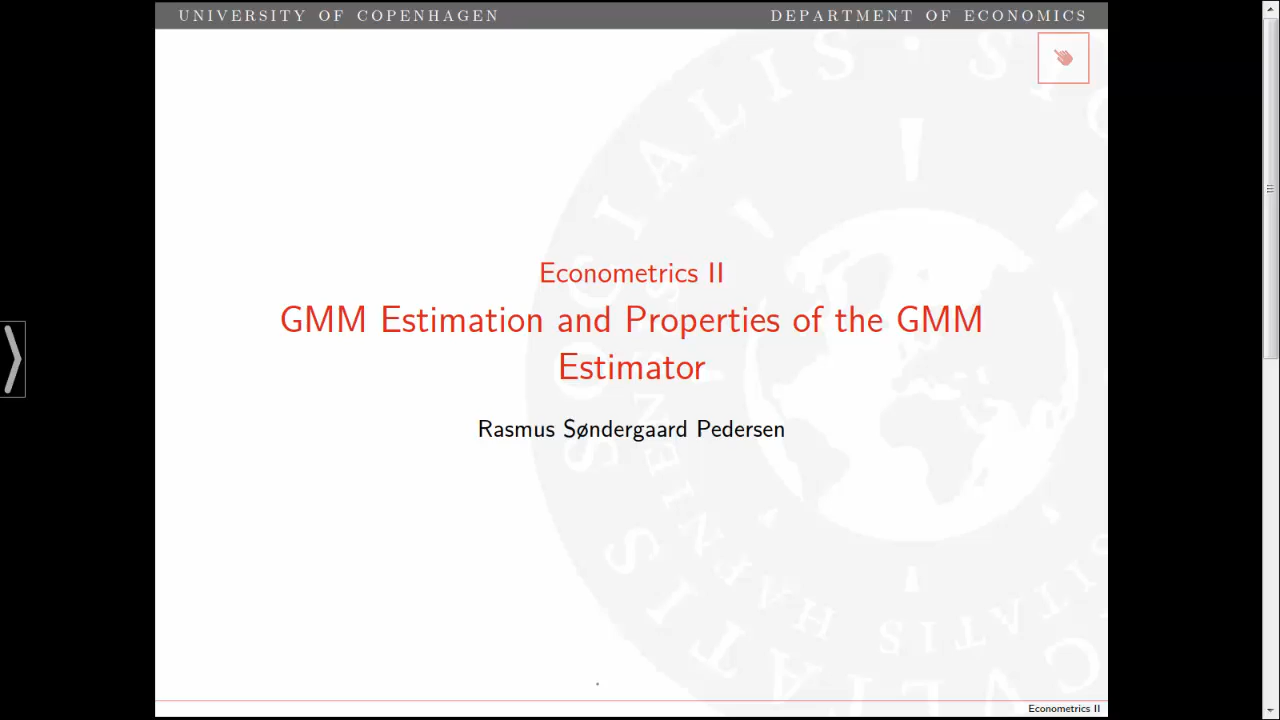 UNIVERSITY OF COPENHAGEN
DEPARTMENT OF ECONOMICS
Econometrics II
GMM Estimation and Properties of the GMM
Estimator
Rasmus Søndergaard Pedersen
Econometrics II